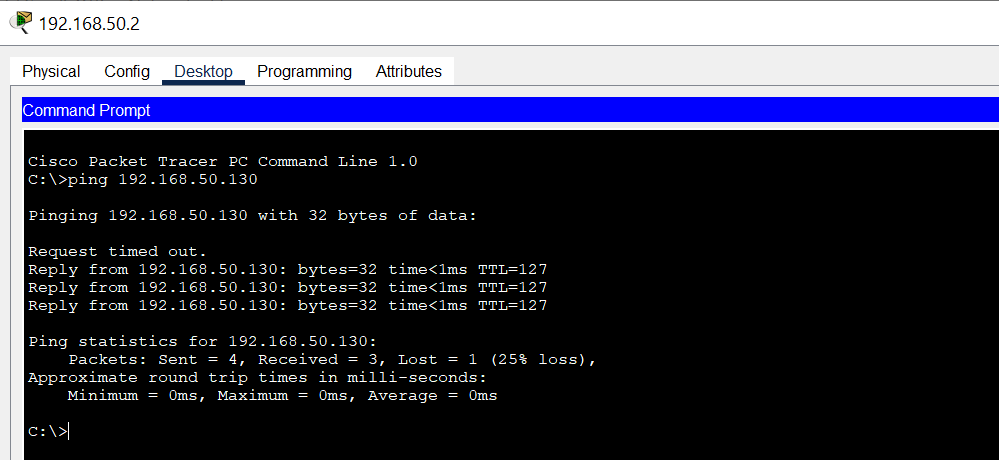 192.168.50.2
Physical Config Desktop Programming Attributes
Command Prompt
Cisco Packet Tracer PC Command Line 1.0
C:\>ping 192.168.50.130
Pinging 192.168.50.130 with 32 bytes of data:
Request timed out.
Reply from 192.168.50.130: bytes=32 time<1ms TTL=127
Reply from 192.168.50.130: bytes=32 time<1ms TTL=127
Reply from 192.168.50.130: bytes=32 time<1ms TTL=127
Ping statistics for 192.168.50.130:
Packets: Sent = 4, Received = 3, Lost = 1 (25% loss),
Approximate round trip times in milli-seconds:
Minimum = 0ms, Maximum = 0ms, Average = 0ms
C:\>